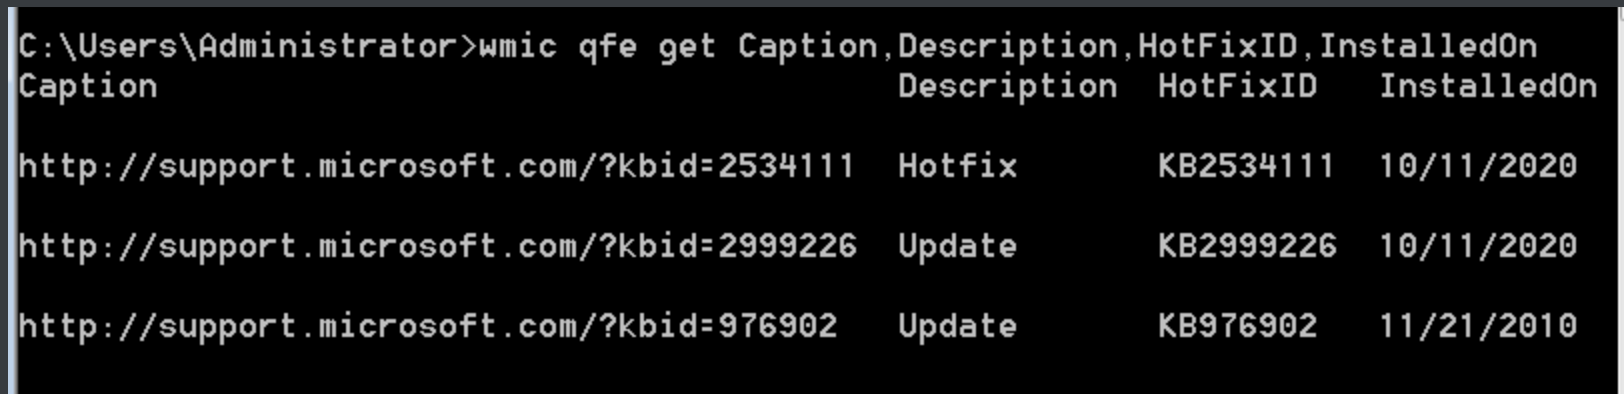 C:\Users\Administrator>wmic qfe get Caption,Description,HotFixID,InstalledOn
Caption Description HotFixID InstalledOn
http://support.microsoft.com/?kbid=2534111 Hotfix KB2534111 10/11/2020
http://support.microsoft.com/?kbid=2999226 Update KB2999226 10/11/2020
http://support.microsoft.com/?kbid=976902 Update KB976902 11/21/2010